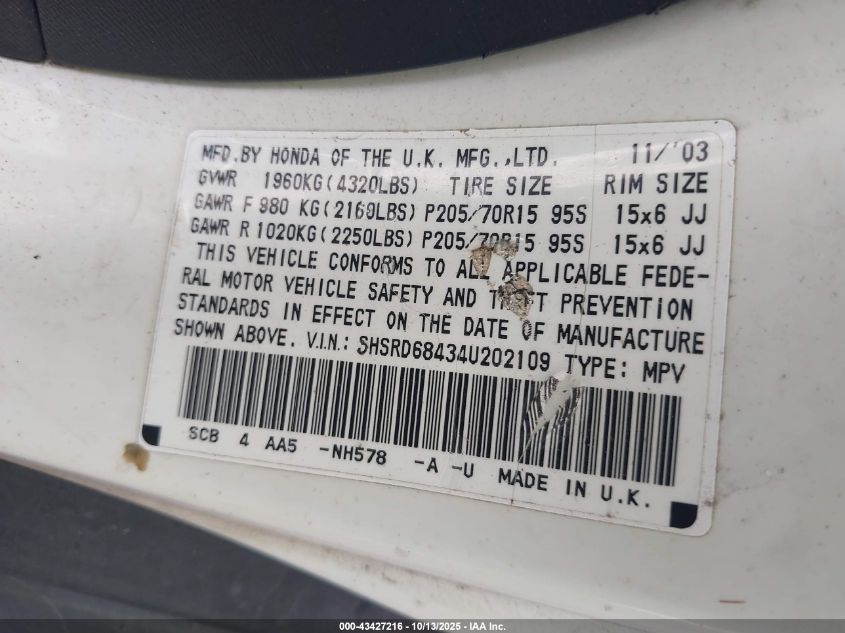 MFD.BY HONDA OF THE U.K. MFG.,LTD. 11/'03
GVWR 1960KG(4320LBS) TIRE SIZE RIM SIZE
GAWR F 980 KG(2160LBS) P205/70R15 95S 15x6 JJ
GAWR R 1020KG(2250LBS) P205/70R15 95S 15x6 JJ
THIS VEHICLE CONFORMS TO ALL APPLICABLE FEDE-
RAL MOTOR VEHICLE SAFETY AND THEFT PREVENTION
STANDARDS IN EFFECT ON THE DATE OF MANUFACTURE
SHOWN ABOVE. V.I.N.: SHSRD68434U202109 TYPE: MPV
SCB 4 AA5 -NH578 -A -U MADE IN U.K.
000-43427216 - 10/13/2025 - IAA Inc.